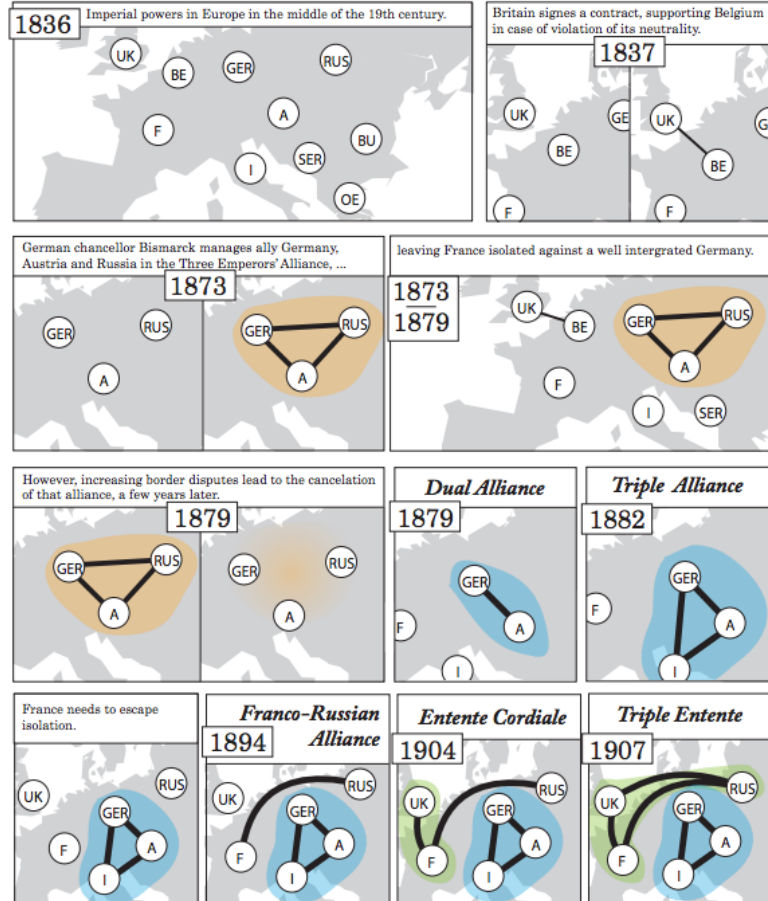 1836
Imperial powers in Europe in the middle of the 19th century.
UK
BE
GER
RUS
F
A
BU
SER
I
OE
Britain signs a contract, supporting Belgium
in case of violation of its neutrality.
1837
UK
GE
BE
F
UK
G
BE
F
German chancellor Bismarck manages ally Germany,
Austria and Russia in the Three Emperors' Alliance, ...
1873
GER
RUS
A
GER
RUS
A
leaving France isolated against a well intergrated Germany.
1873
1879
UK
BE
GER
RUS
A
F
I
SER
However, increasing border disputes lead to the cancelation
of that alliance, a few years later.
1879
GER
RUS
A
GER
RUS
A
Dual Alliance
1879
GER
A
F
I
Triple Alliance
1882
GER
F
A
I
France needs to escape
isolation.
UK
RUS
GER
F
A
I
Franco-Russian
Alliance
1894
UK
RUS
GER
F
A
I
Entente Cordiale
1904
UK
RUS
GER
F
A
I
Triple Entente
1907
UK
RUS
GER
F
A
I